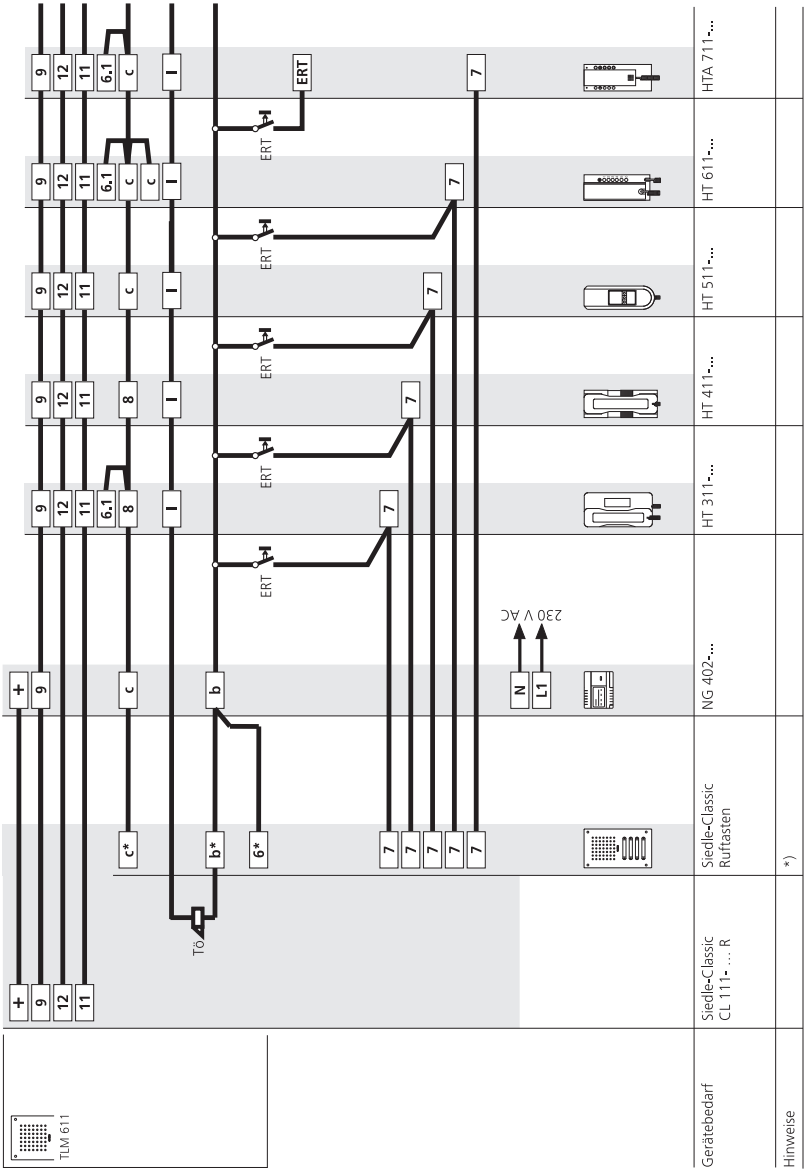 TLM 611
+ +
9 9 9 9 9 9 9
12 12 12 12 12 12
11 11 11 11 11 11
6.1 6.1 6.1
c* c 8 8 c c c
c
I I I I I
Tö
b* b
6*
ERT ERT ERT ERT ERT
ERT
7 7
7 7
7 7
7 7
7 7
N
L1
230 V AC
Gerätebedarf
Siedle-Classic
CL 111- ... R
Siedle-Classic
Ruftasten
NG 402-...
HT 311-...
HT 411-...
HT 511-...
HT 611-...
HTA 711-...
Hinweise
*)